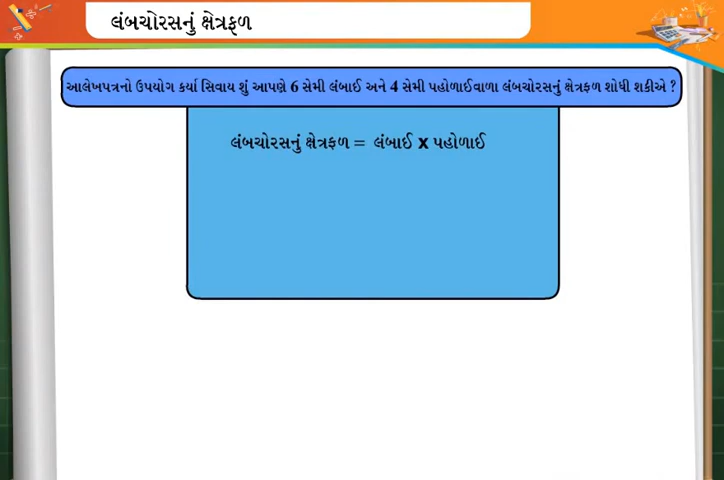 લંબચોરસનું ક્ષેત્રફળ
આલેખપત્રનો ઉપયોગ કર્યા સિવાય શું આપણે 6 સેમી લંબાઈ અને 4 સેમી પહોળાઈવાળા લંબચોરસનું ક્ષેત્રફળ શોધી શકીએ ?
લંબચોરસનું ક્ષેત્રફળ = લંબાઈ x પહોળાઈ